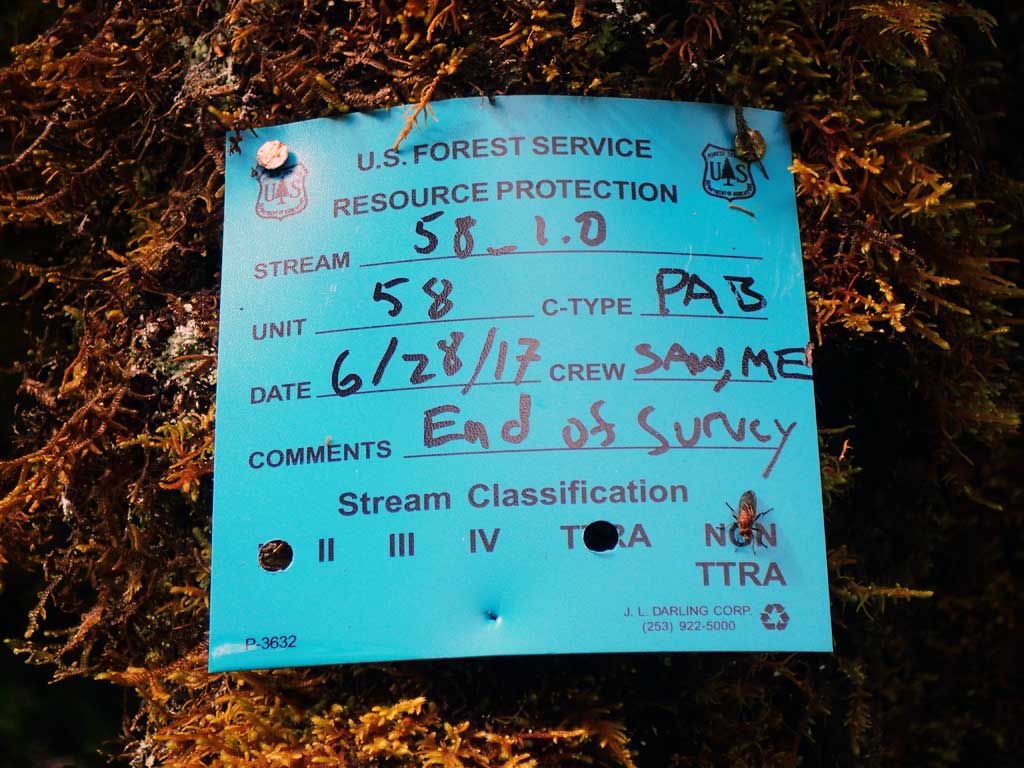 U.S. FOREST SERVICE
RESOURCE PROTECTION
STREAM 58_1.0
UNIT 58 C-TYPE PAB
DATE 6/28/17 CREW SAW, ME
COMMENTS End of Survey
Stream Classification
II III IV TTRA NON
TTRA
J. L. DARLING CORP.
(253) 922-5000
P-3632